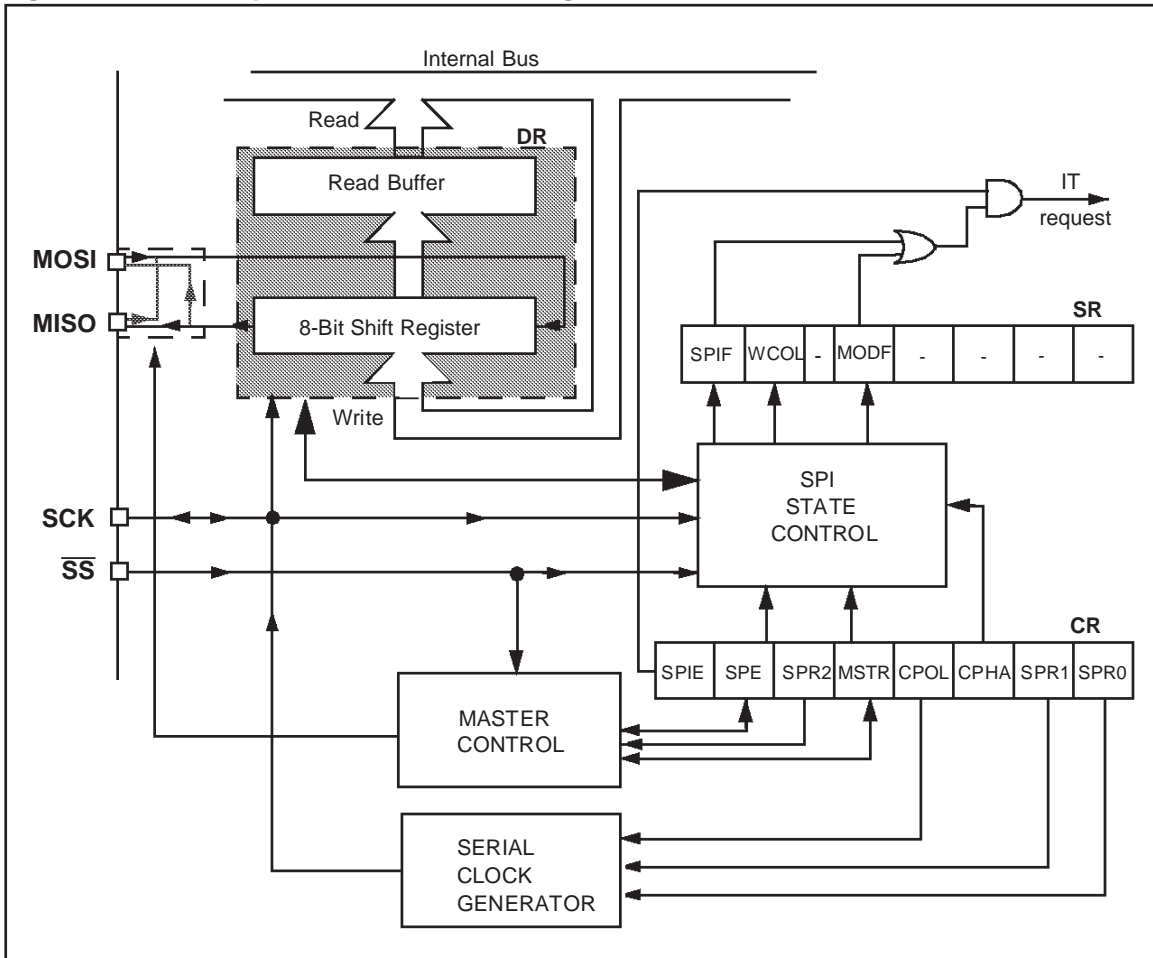 Internal Bus
Read
DR
Read Buffer
IT
request
MOSI
MISO
8-Bit Shift Register
SR
SPIF WCOL - MODF - - - -
Write
SPI
STATE
CONTROL
SCK
SS
CR
SPIE SPE SPR2 MSTR CPOL CPHA SPR1 SPR0
MASTER
CONTROL
SERIAL
CLOCK
GENERATOR